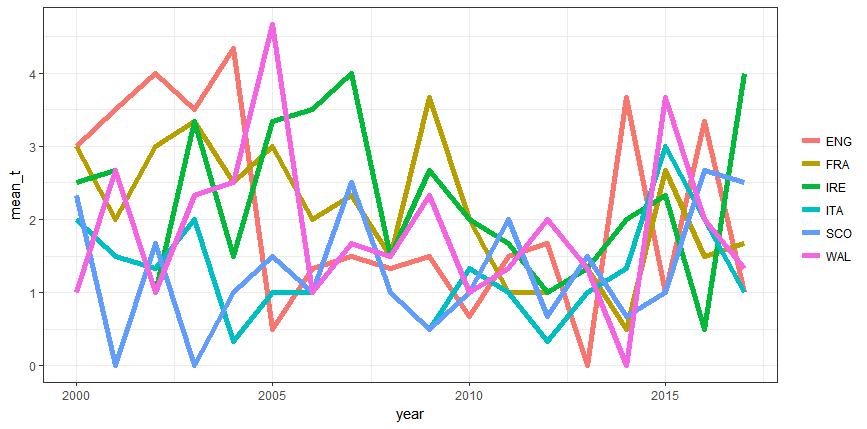 mean_t
4
3
2
1
0
2000 2005 2010 2015
year
ENG
FRA
IRE
ITA
SCO
WAL